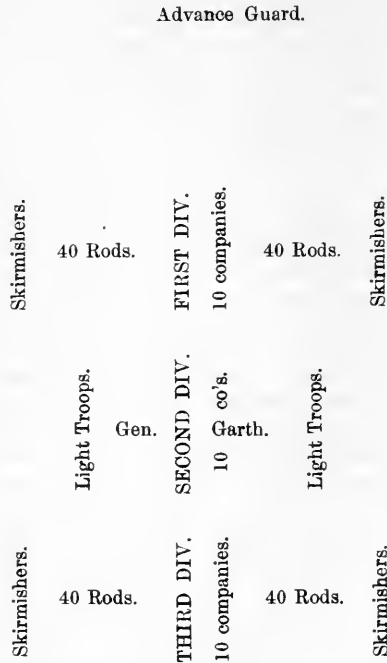 Advance Guard.
Skirmishers.
40 Rods.
FIRST DIV.
10 companies.
40 Rods.
Skirmishers.
Light Troops.
Gen.
SECOND DIV.
10 co's.
Garth.
Light Troops.
Skirmishers.
40 Rods.
THIRD DIV.
10 companies.
40 Rods.
Skirmishers.